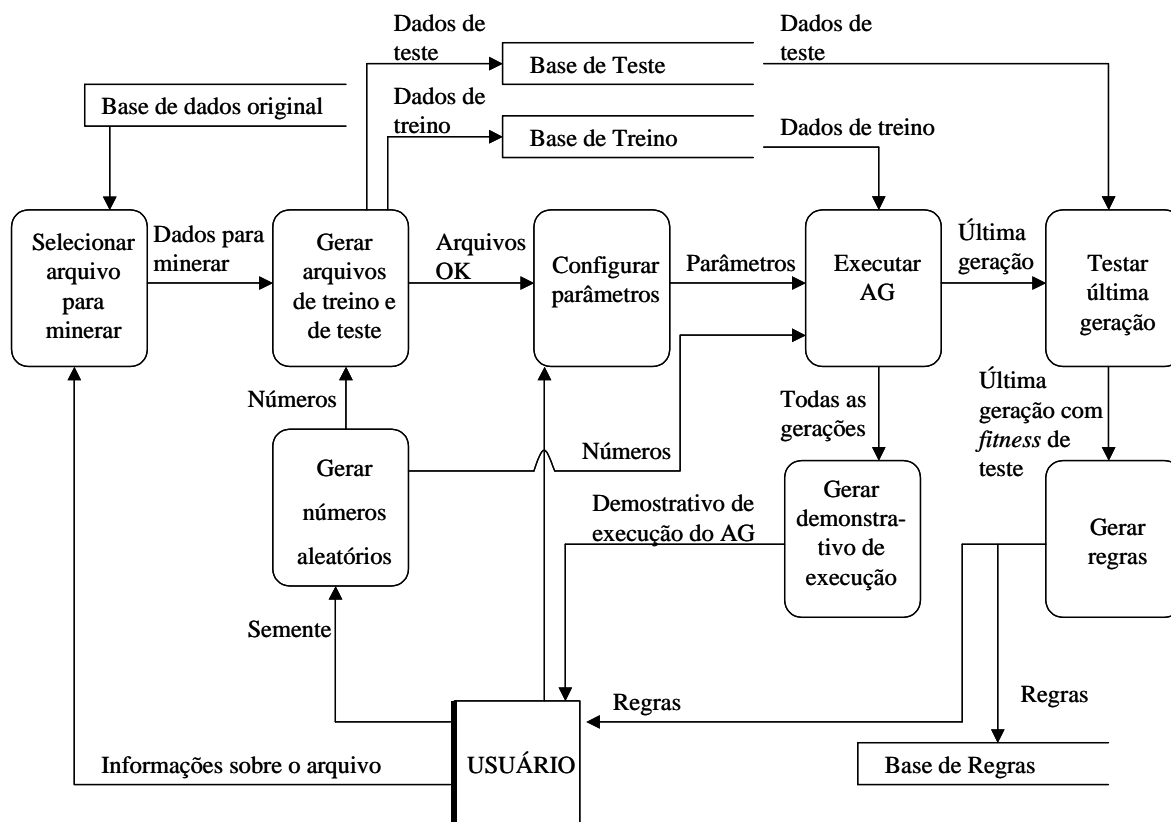 Dados de
teste
Dados de
teste
Base de Teste
Base de dados original
Dados de
treino
Base de Treino
Dados de treino
Selecionar
arquivo
para
minerar
Dados para
minerar
Gerar
arquivos
de treino e
de teste
Arquivos
OK
Configurar
parâmetros
Parâmetros
Executar
AG
Última
geração
Testar
última
geração
Números
Gerar
números
aleatórios
Números
Todas as
gerações
Última
geração com
fitness de
teste
Demostrativo de
execução do AG
Gerar
demonstra-
tivo de
execução
Gerar
regras
Semente
Regras
Regras
Informações sobre o arquivo
USUÁRIO
Base de Regras